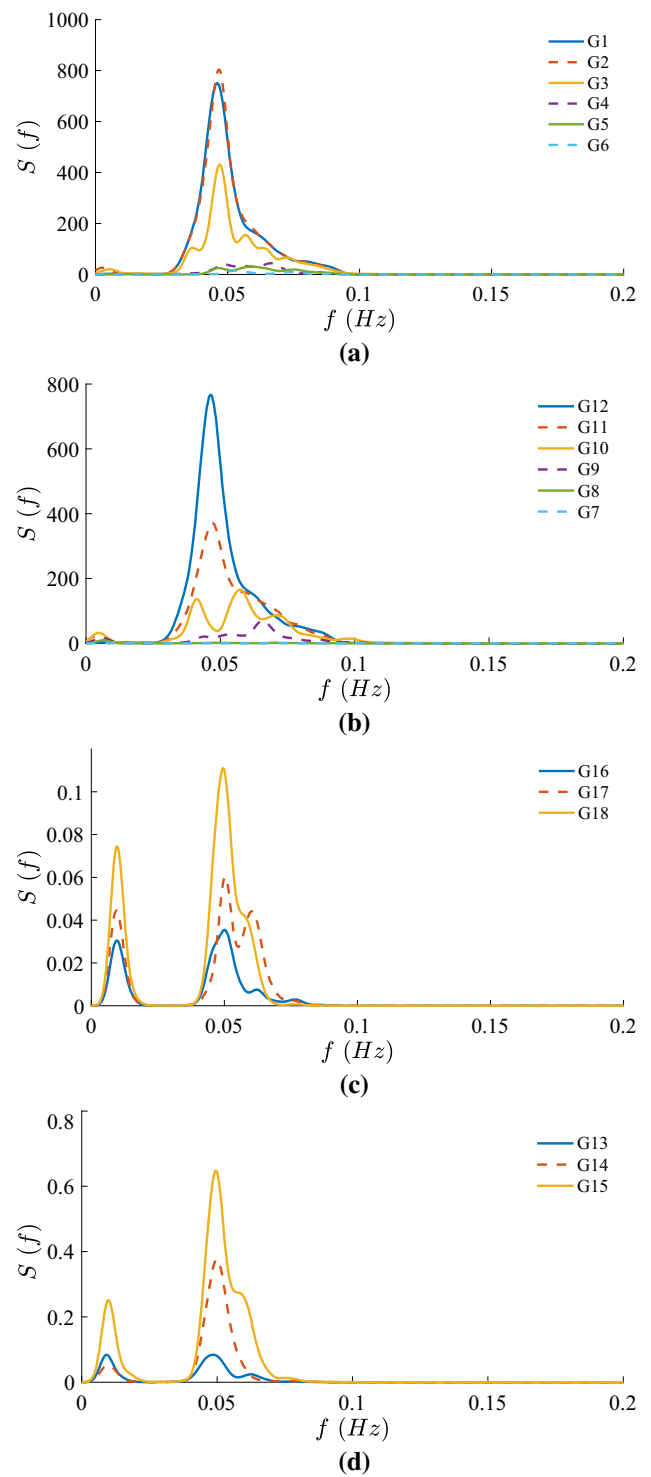 1000
800
600
400
200
0
S (f)
G1
G2
G3
G4
G5
G6
0 0.05 0.1 0.15 0.2
f (Hz)
(a)
800
600
400
200
0
S (f)
G12
G11
G10
G9
G8
G7
0 0.05 0.1 0.15 0.2
f (Hz)
(b)
0.1
0.08
0.06
0.04
0.02
0
S (f)
G16
G17
G18
0 0.05 0.1 0.15 0.2
f (Hz)
(c)
0.8
0.6
0.4
0.2
0
S (f)
G13
G14
G15
0 0.05 0.1 0.15 0.2
f (Hz)
(d)